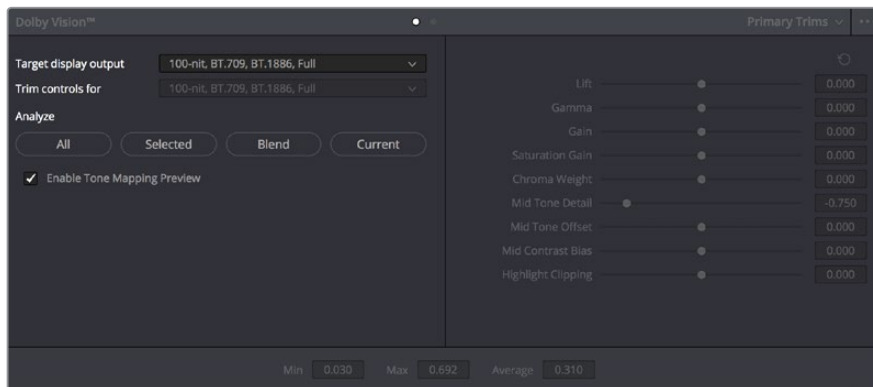 Dolby Vision™
Primary Trims
Target display output 100-nit, BT.709, BT.1886, Full
Trim controls for 100-nit, BT.709, BT.1886, Full
Analyze
All Selected Blend Current
Enable Tone Mapping Preview
Lift 0.000
Gamma 0.000
Gain 0.000
Saturation Gain 0.000
Chroma Weight 0.000
Mid Tone Detail -0.750
Mid Tone Offset 0.000
Mid Contrast Bias 0.000
Highlight Clipping 0.000
Min 0.030 Max 0.692 Average 0.310